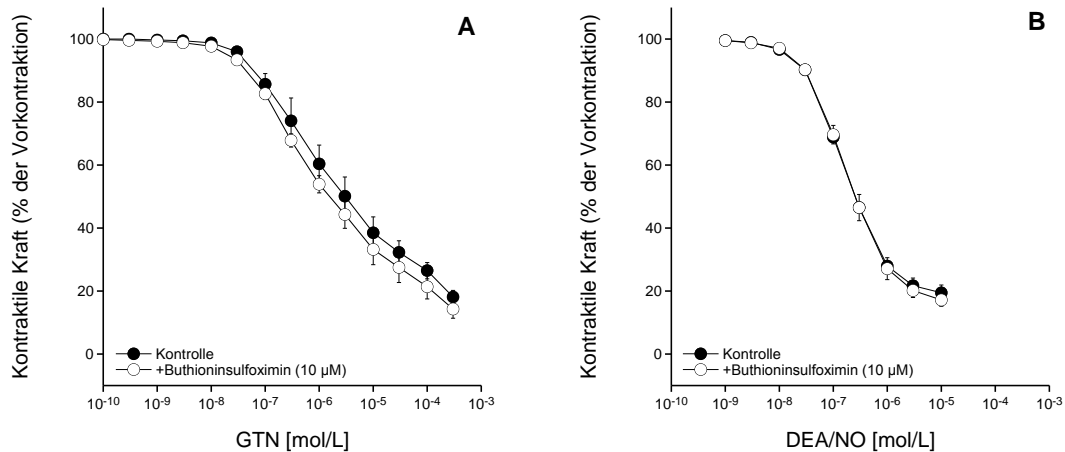 A
Kontraktile Kraft (% der Vorkontraktion)
100
80
60
40
20
0
Kontrolle
+Buthioninsulfoximin (10 µM)
10-10 10-9 10-8 10-7 10-6 10-5 10-4 10-3
GTN [mol/L]
B
Kontraktile Kraft (% der Vorkontraktion)
100
80
60
40
20
0
Kontrolle
+Buthioninsulfoximin (10 µM)
10-10 10-9 10-8 10-7 10-6 10-5 10-4 10-3
DEA/NO [mol/L]